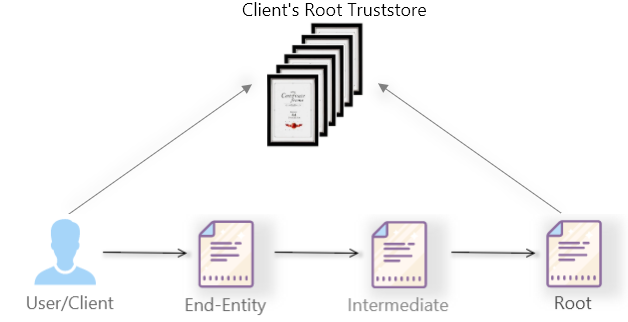 Client's Root Truststore
User/Client
End-Entity
Intermediate
Root